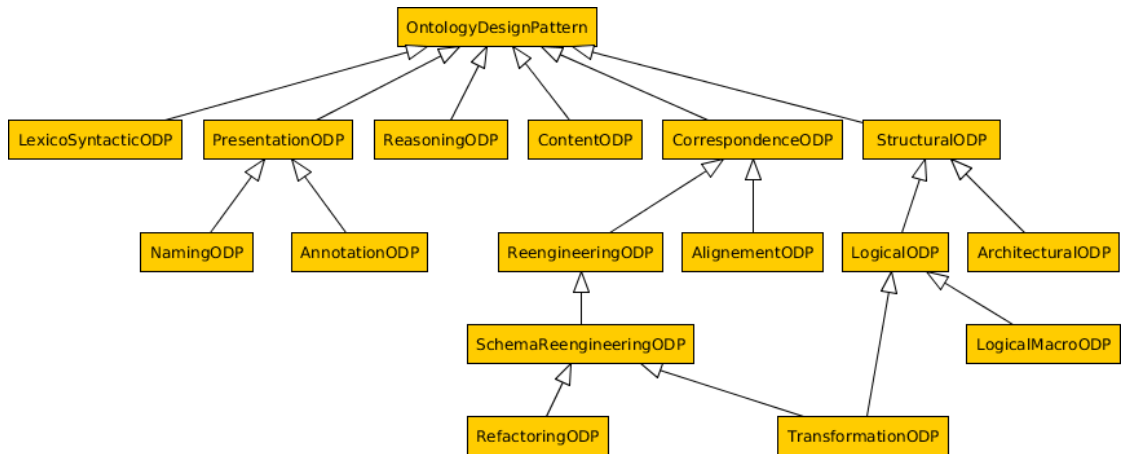 OntologyDesignPattern
LexicoSyntacticODP
PresentationODP
ReasoningODP
ContentODP
CorrespondenceODP
StructuralODP
NamingODP
AnnotationODP
ReengineeringODP
AlignementODP
LogicalODP
ArchitecturalODP
SchemaReengineeringODP
LogicalMacroODP
RefactoringODP
TransformationODP